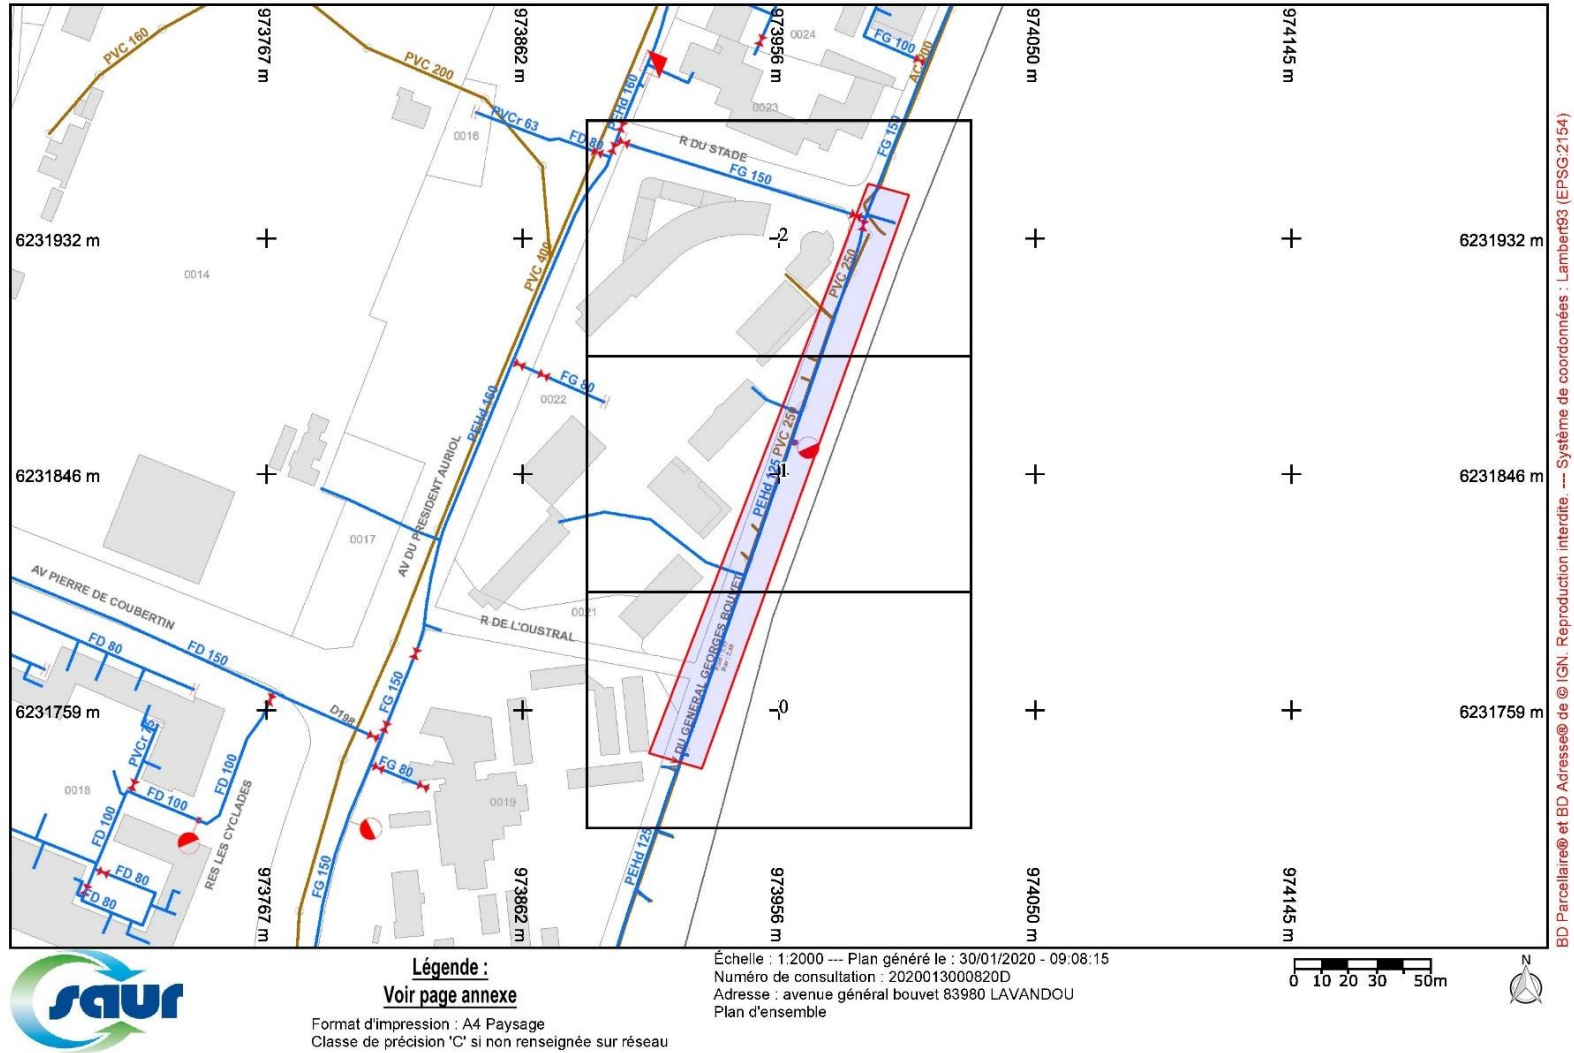 973767 m
973862 m
973956 m
974050 m
974145 m
PVC 160
PVC 200
PEHd 160
0024
FG 100
AC 200
0023
0016
PVCr 63
FD 80
R DU STADE
FG 150
FG 150
6231932 m
6231932 m
2
0014
PVC 400
PVC 250
FG 80
0022
PEHd 160
PVC 250
6231846 m
6231846 m
1
PEHd 125
AV DU PRESIDENT AURIOL
0017
AV PIERRE DE COUBERTIN
0021
R DE L'OUSTRAL
FD 80
FD 150
AV DU GENERAL GEORGES BOUVET
FG 150
6231759 m
6231759 m
0
D198
PVCr 75
FD 100
FG 80
0018
FD 100
0019
FD 100
RES LES CYCLADES
PEHd 125
FD 80
FD 80
FG 150
973767 m
973862 m
973956 m
974050 m
974145 m
BD Parcellaire® et BD Adresse® de © IGN. Reproduction interdite. --- Système de coordonnées : Lambert93 (EPSG:2154)
saur
Légende :
Voir page annexe
Format d'impression : A4 Paysage
Classe de précision 'C' si non renseignée sur réseau
Échelle : 1:2000 --- Plan généré le : 30/01/2020 - 09:08:15
Numéro de consultation : 2020013000820D
Adresse : avenue général bouvet 83980 LAVANDOU
Plan d'ensemble
0 10 20 30 50m
N